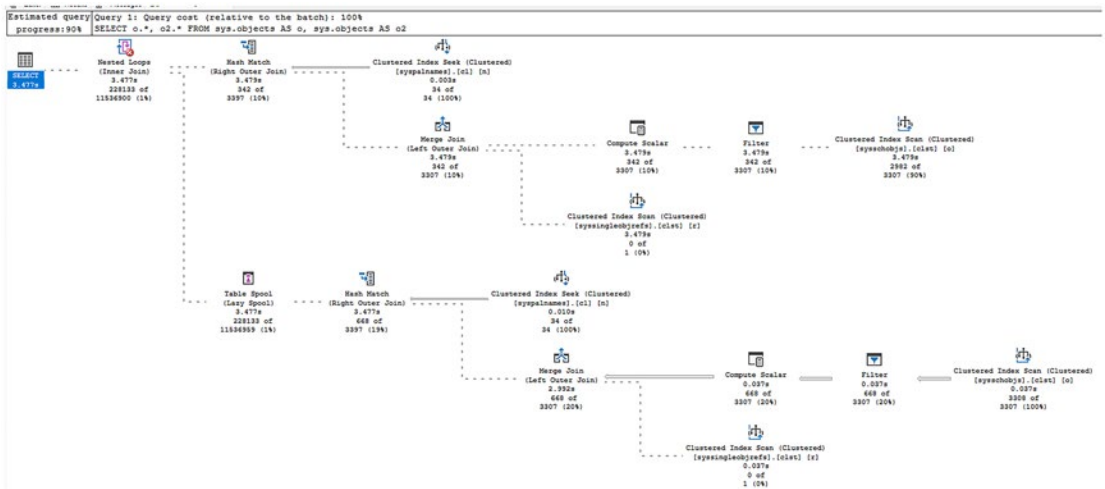 Estimated query
progress:90%
Query 1: Query cost (relative to the batch): 100%
SELECT o.*, o2.* FROM sys.objects AS o, sys.objects AS o2
SELECT
3.477s
Nested Loops
(Inner Join)
3.477s
228133 of
11536900 (1%)
Hash Match
(Right Outer Join)
3.479s
342 of
3397 (10%)
Clustered Index Seek (Clustered)
[syspalnames].[cl] [n]
0.003s
34 of
34 (100%)
Merge Join
(Left Outer Join)
3.479s
342 of
3307 (10%)
Compute Scalar
3.479s
342 of
3307 (10%)
Filter
3.479s
342 of
3307 (10%)
Clustered Index Scan (Clustered)
[sysschobjs].[clst] [o]
3.479s
2982 of
3307 (90%)
Clustered Index Scan (Clustered)
[syssingleobjrefs].[clst] [r]
3.479s
0 of
1 (0%)
Table Spool
(Lazy Spool)
3.477s
228133 of
11536959 (1%)
Hash Match
(Right Outer Join)
3.477s
668 of
3397 (19%)
Clustered Index Seek (Clustered)
[syspalnames].[cl] [n]
0.010s
34 of
34 (100%)
Merge Join
(Left Outer Join)
2.992s
668 of
3307 (20%)
Compute Scalar
0.037s
668 of
3307 (20%)
Filter
0.037s
668 of
3307 (20%)
Clustered Index Scan (Clustered)
[sysschobjs].[clst] [o]
0.037s
3308 of
3307 (100%)
Clustered Index Scan (Clustered)
[syssingleobjrefs].[clst] [r]
0.037s
0 of
1 (0%)